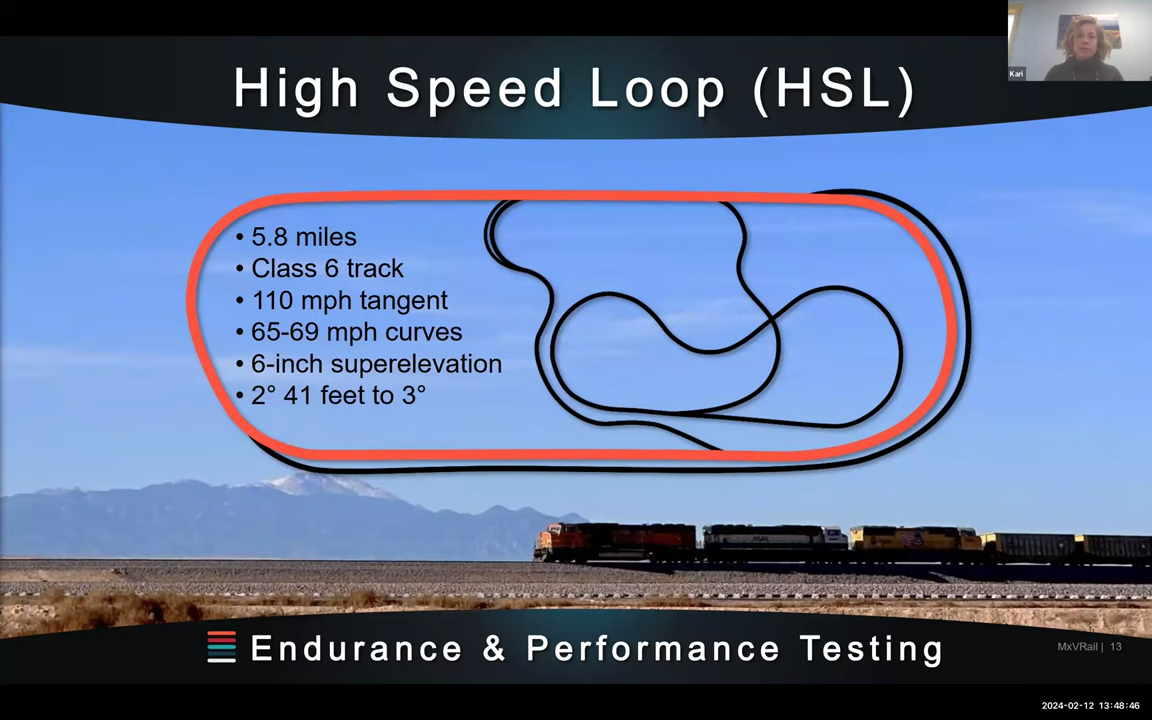 High Speed Loop (HSL)
Kari
• 5.8 miles
• Class 6 track
• 110 mph tangent
• 65-69 mph curves
• 6-inch superelevation
• 2° 41 feet to 3°
Endurance & Performance Testing
MxVRail | 13
2024-02-12 13:48:46